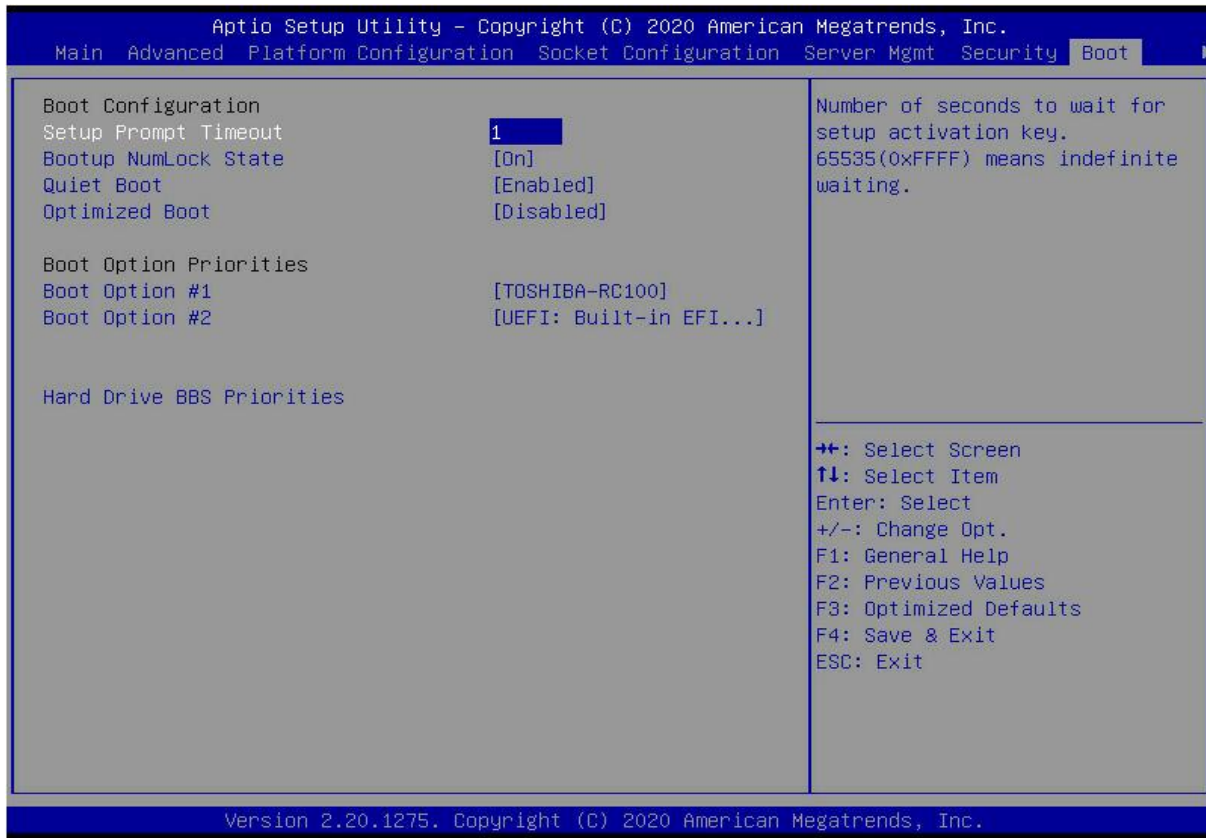 Aptio Setup Utility – Copyright (C) 2020 American Megatrends, Inc.
Main Advanced Platform Configuration Socket Configuration Server Mgmt Security Boot
Boot Configuration
Setup Prompt Timeout 1
Bootup NumLock State [On]
Quiet Boot [Enabled]
Optimized Boot [Disabled]
Boot Option Priorities
Boot Option #1 [TOSHIBA-RC100]
Boot Option #2 [UEFI: Built-in EFI...]
Hard Drive BBS Priorities
Number of seconds to wait for
setup activation key.
65535(0xFFFF) means indefinite
waiting.
→←: Select Screen
↑↓: Select Item
Enter: Select
+/-: Change Opt.
F1: General Help
F2: Previous Values
F3: Optimized Defaults
F4: Save & Exit
ESC: Exit
Version 2.20.1275. Copyright (C) 2020 American Megatrends, Inc.